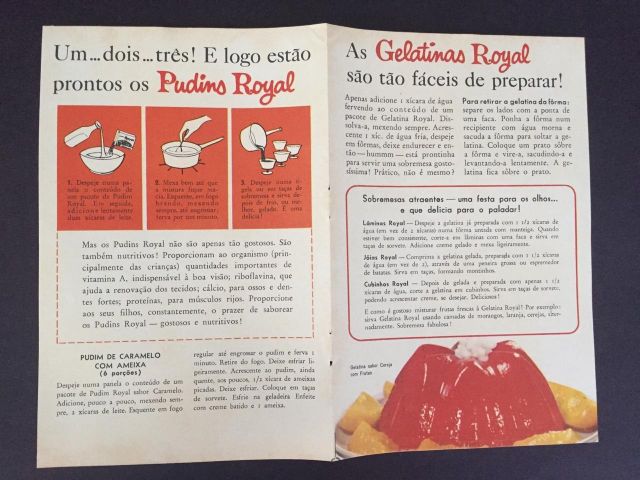 Um...dois...três! E logo estão
prontos os Pudins Royal
1. Despeje numa pa-
nela o conteúdo de
um pacote de Pudim
Royal. Em seguida,
adicione lentamente
duas xícaras de leite.
2. Mexa bem até que
a mistura fique ma-
cia. Esquente, em fogo
brando, mexendo
sempre, até engrossar;
ferva por um minuto.
3. Despeje numa ti-
gela ou em taças
de sobremesa e sirva de-
pois de frio, ou me-
lhor, gelado. É uma
delícia!
Mas os Pudins Royal não são apenas tão gostosos. São
também nutritivos! Proporcionam ao organismo (prin-
cipalmente das crianças) quantidades importantes de
vitamina A, indispensável à boa visão; riboflavina, que
ajuda a renovação dos tecidos; cálcio, para ossos e den-
tes fortes; proteínas, para músculos rijos. Proporcione
aos seus filhos, constantemente, o prazer de saborear
os Pudins Royal — gostosos e nutritivos!
PUDIM DE CARAMELO
COM AMEIXA
(6 porções)
Despeje numa panela o conteúdo de um
pacote de Pudim Royal sabor Caramelo.
Adicione, pouco a pouco, mexendo sem-
pre, 2 xícaras de leite. Esquente em fogo
regular até engrossar o pudim e ferva 1
minuto. Retire do fogo. Deixe esfriar li-
geiramente. Acrescente ao pudim, ainda
quente, aos poucos, 1/2 xícara de ameixas
picadas. Deixe esfriar. Coloque em taças
de sorvete. Esfrie na geladeira Enfeite
com creme batido e 1 ameixa.
As Gelatinas Royal
são tão fáceis de preparar!
Apenas adicione 1 xícara de água
fervendo ao conteúdo de um
pacote de Gelatina Royal. Dis-
solva-a, mexendo sempre. Acres-
cente 1 xíc. de água fria, despeje
em fôrmas, deixe endurecer e en-
tão—hummm—está prontinha
para servir uma sobremesa gosto-
síssima! Prático, não é mesmo?
Para retirar a gelatina da fôrma:
separe os lados com a ponta de
uma faca. Ponha a fôrma num
recipiente com água morna e
sacuda a fôrma para soltar a ge-
latina. Coloque um prato sôbre
a fôrma e vire-a, sacudindo-a e
levantando-a lentamente. A ge-
latina fica sôbre o prato.
Sobremesas atraentes — uma festa para os olhos...
e que delícia para o paladar!
Lâminas Royal — Despeje a gelatina já preparada com 1 1/2 xícaras de
água (em vez de 2 xícaras) numa fôrma untada com manteiga. Quando
estiver bem consistente, corte-a em lâminas com uma faca e sirva em
taças de sorvete. Adicione creme gelado e mexa ligeiramente.
Jóias Royal — Comprima a gelatina gelada, preparada com 1 1/2 xícaras
de água (em vez de 2), através de uma peneira grossa ou espremedor
de batatas. Sirva em taças, formando montinhos.
Cubinhos Royal — Depois de gelada e preparada com apenas 1 1/2
xícaras de água, corte a gelatina em cubinhos. Sirva em taças de sorvete,
podendo acrescentar creme, se desejar. Deliciosos!
E como é gostoso misturar frutas frescas à Gelatina Royal! Por exemplo:
sirva Gelatina Royal usando camadas de morangos, laranja, cerejas, alter-
nadamente. Sobremesa fabulosa!
Gelatina sabor Cereja
com Frutas